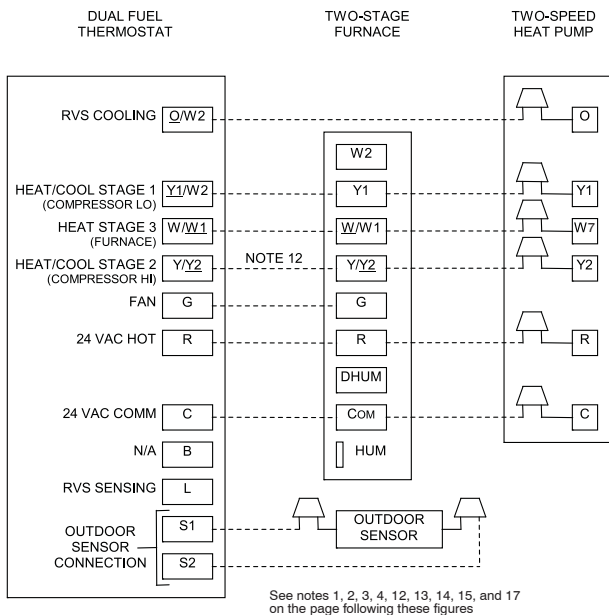 DUAL FUEL
THERMOSTAT
TWO-STAGE
FURNACE
TWO-SPEED
HEAT PUMP
RVS COOLING O/W2 O
W2
HEAT/COOL STAGE 1 Y1/W2 Y1 Y1
(COMPRESSOR LO)
HEAT STAGE 3 W/W1 W/W1 W7
(FURNACE)
HEAT/COOL STAGE 2 Y/Y2 NOTE 12 Y/Y2 Y2
(COMPRESSOR HI)
FAN G G
24 VAC HOT R R R
DHUM
24 VAC COMM C COM C
N/A B HUM
RVS SENSING L
OUTDOOR
SENSOR
CONNECTION
S1
S2
OUTDOOR
SENSOR
See notes 1, 2, 3, 4, 12, 13, 14, 15, and 17
on the page following these figures